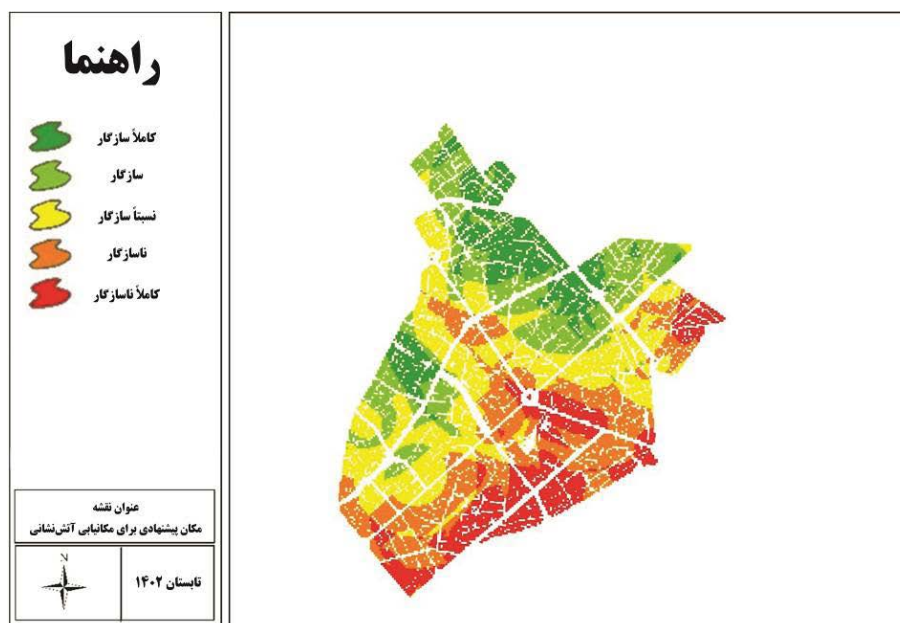 راهنما
کاملاً سازگار
سازگار
نسبتاً سازگار
ناسازگار
کاملاً ناسازگار
عنوان نقشه
مکان پیشنهادی برای مکانیابی آتش‌نشانی
N
تابستان ۱۴۰۲